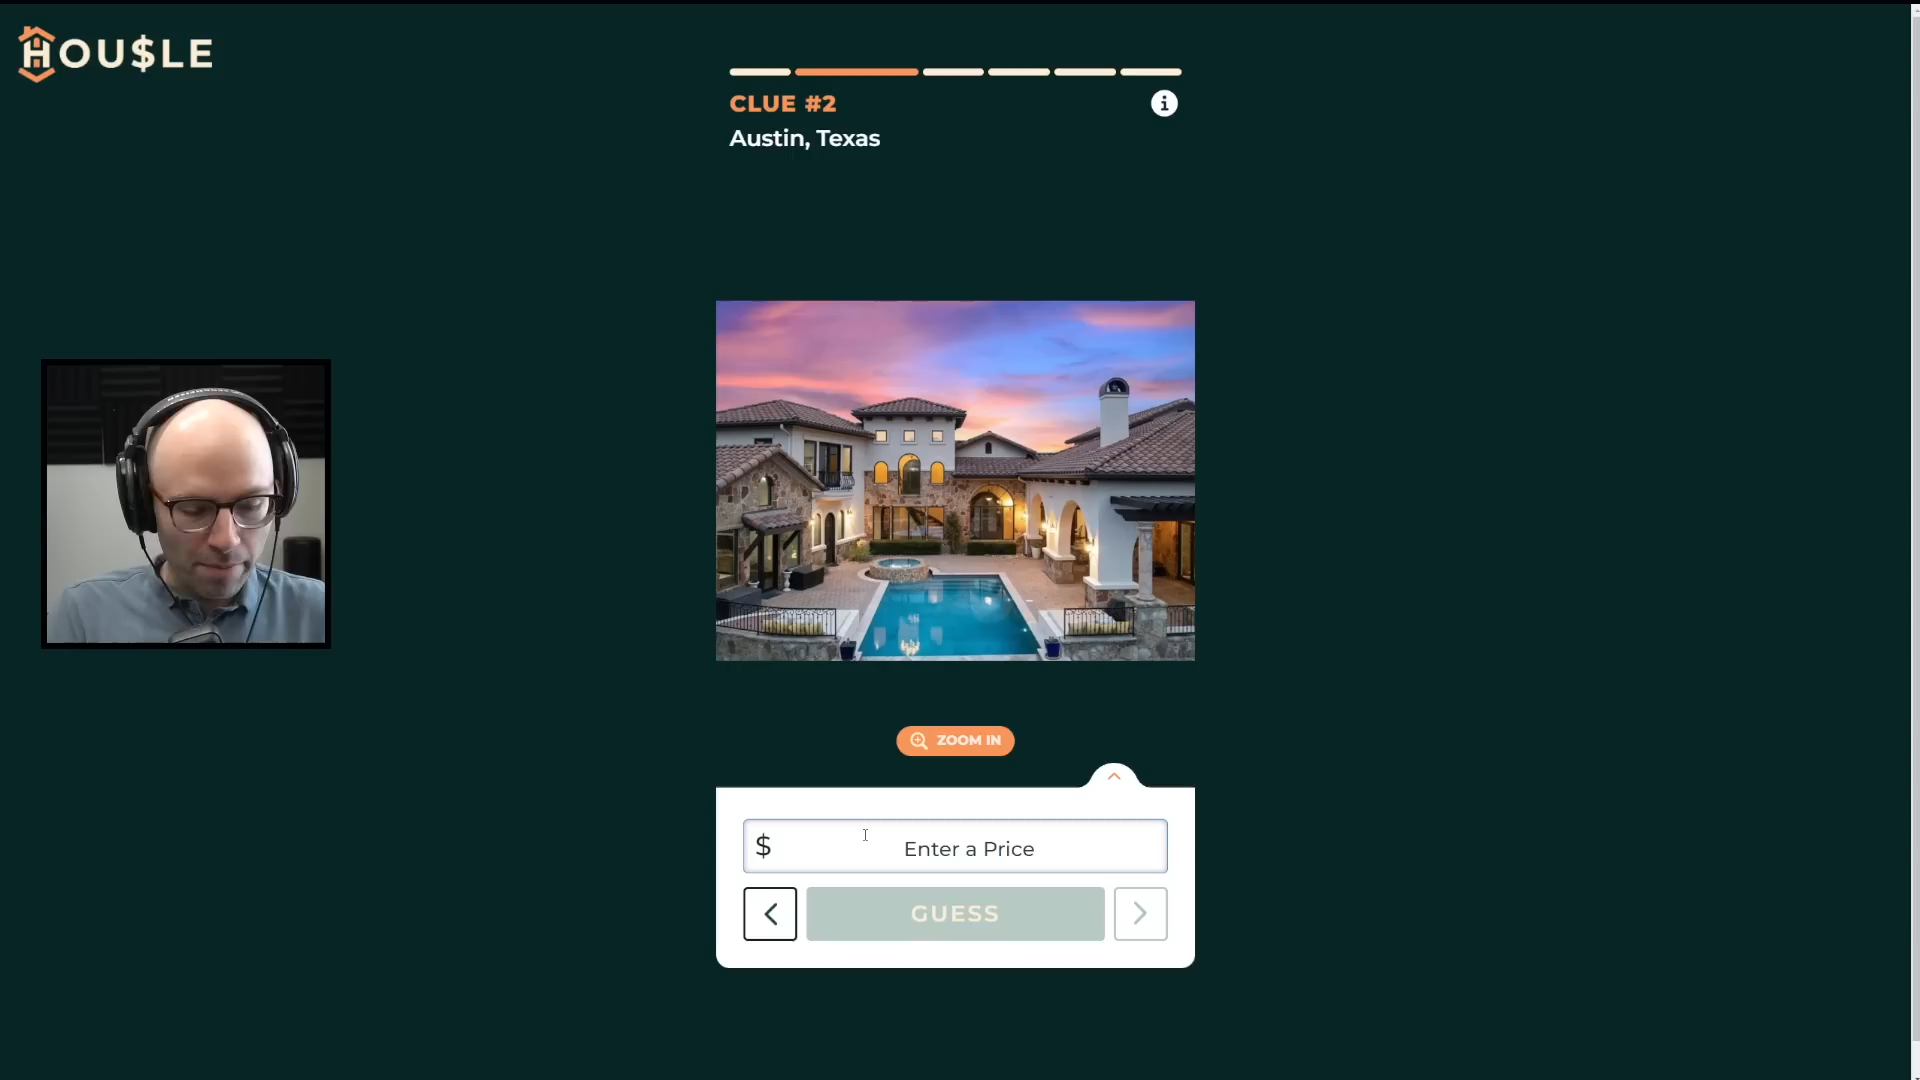 HOU$LE
CLUE #2
Austin, Texas
ZOOM IN
$ Enter a Price
GUESS